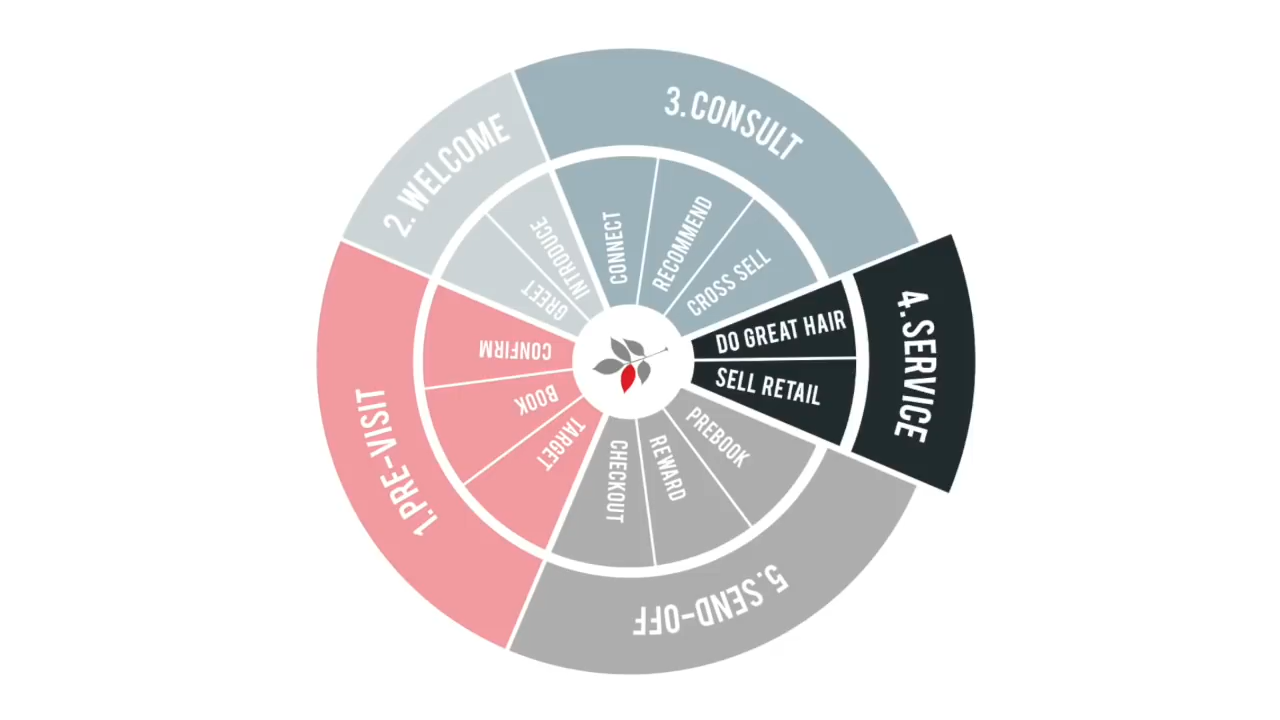 1.PRE-VISIT
TARGET
BOOK
CONFIRM
2. WELCOME
GREET
INTRODUCE
3.CONSULT
CONNECT
RECOMMEND
CROSS SELL
4.SERVICE
DO GREAT HAIR
SELL RETAIL
5.SEND-OFF
PREBOOK
REWARD
CHECKOUT